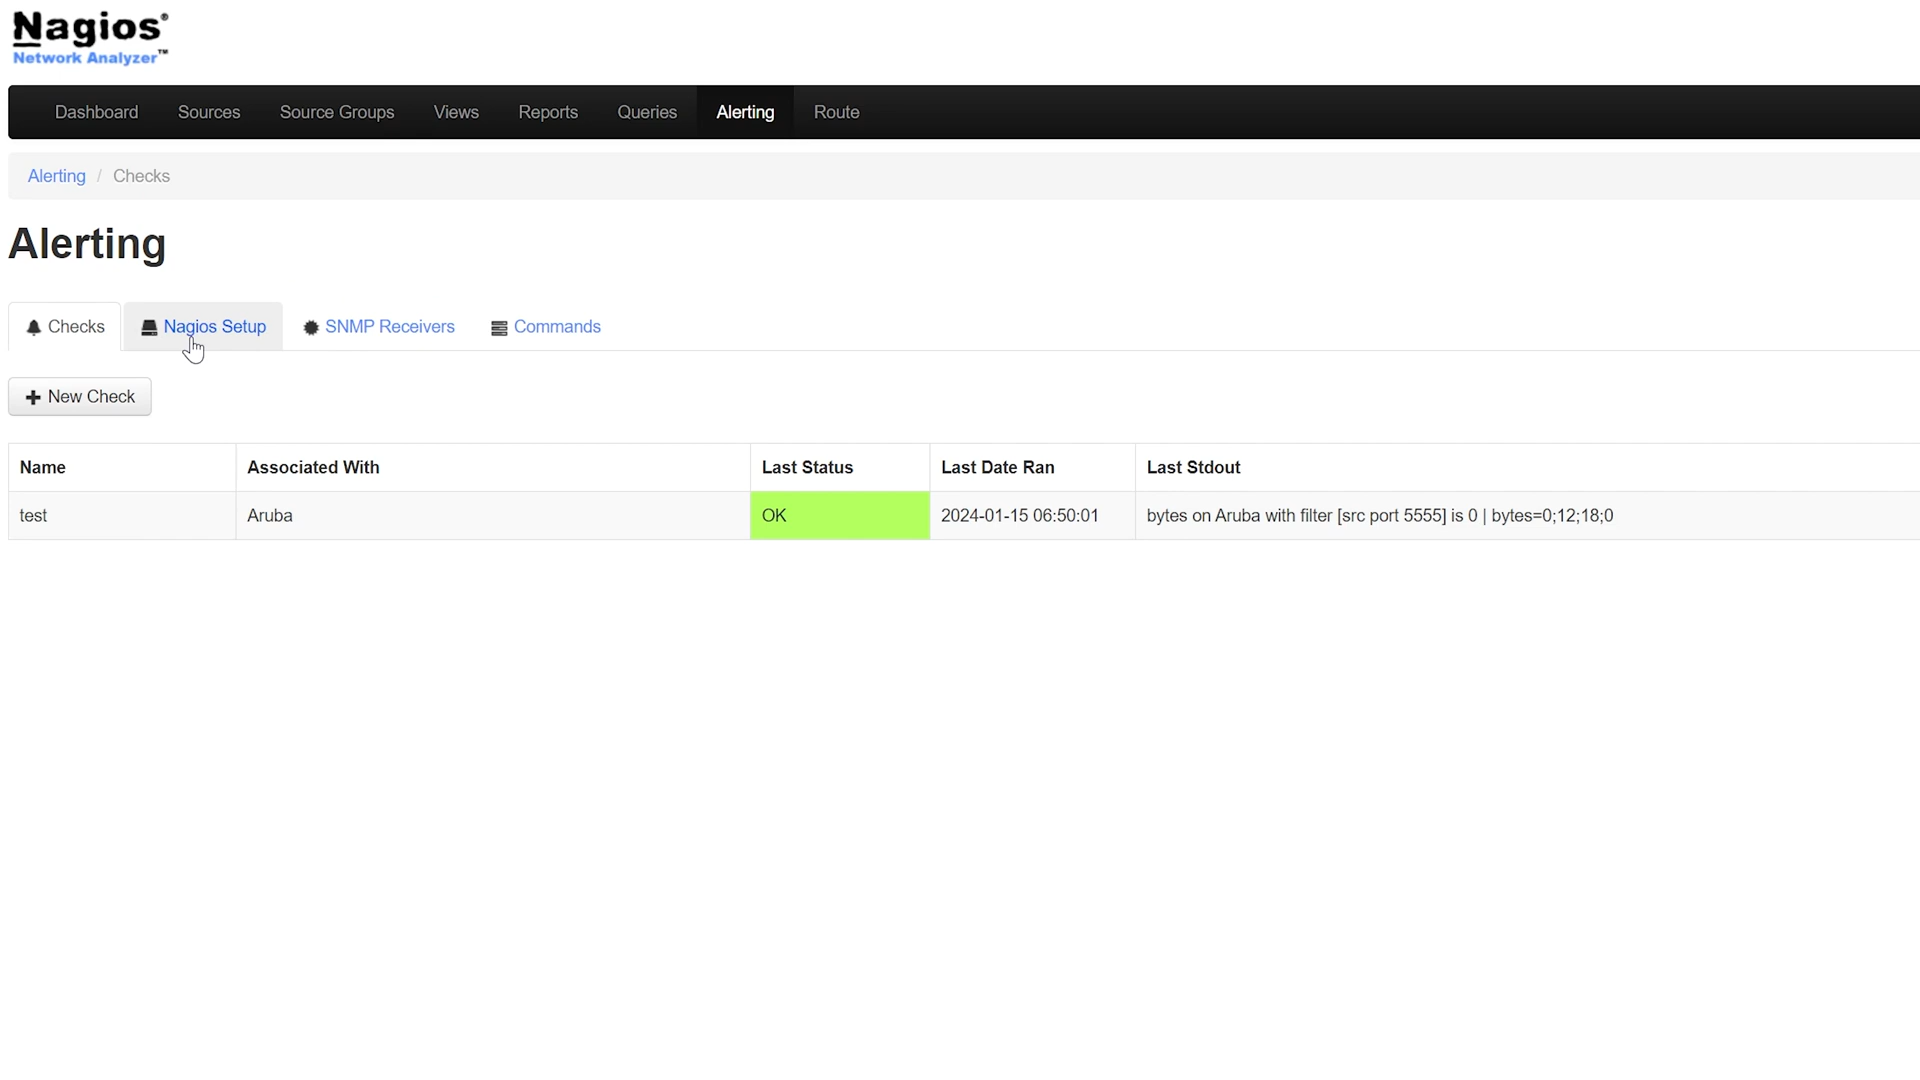 Nagios®
Network Analyzer™
Dashboard Sources Source Groups Views Reports Queries Alerting Route
Alerting / Checks
Alerting
Checks Nagios Setup SNMP Receivers Commands
New Check
Name Associated With Last Status Last Date Ran Last Stdout
test Aruba OK 2024-01-15 06:50:01 bytes on Aruba with filter [src port 5555] is 0 | bytes=0;12;18;0